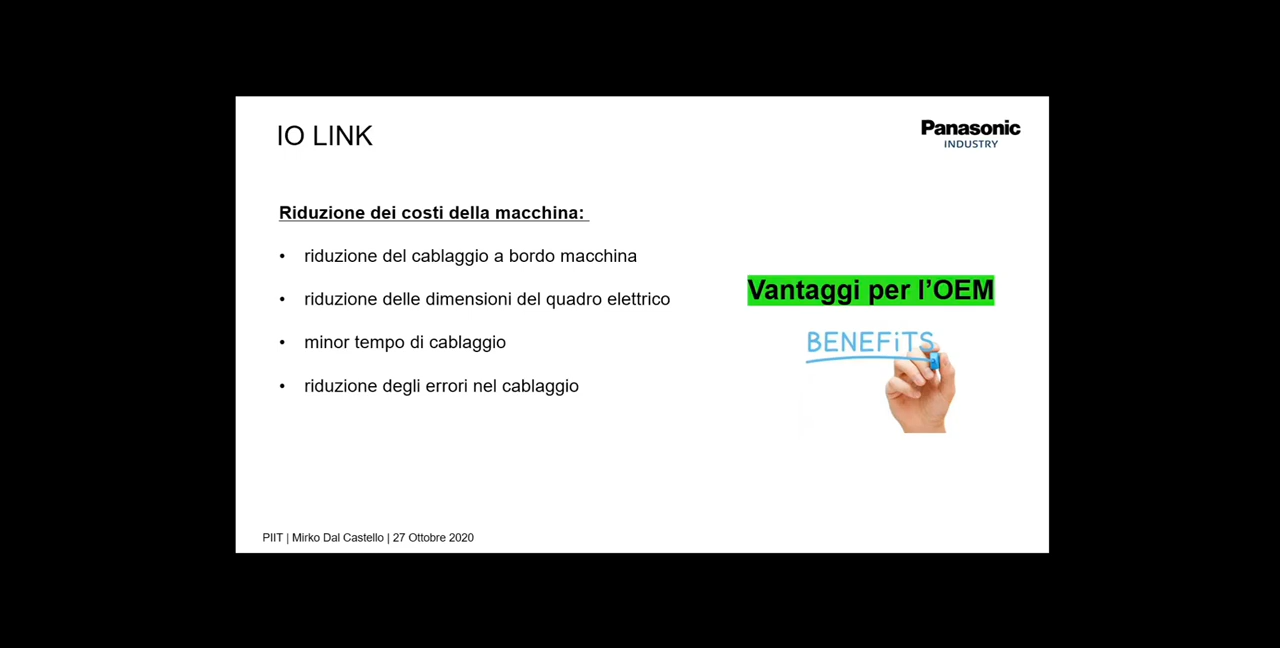 IO LINK
Panasonic
INDUSTRY
Riduzione dei costi della macchina:
• riduzione del cablaggio a bordo macchina
• riduzione delle dimensioni del quadro elettrico
• minor tempo di cablaggio
• riduzione degli errori nel cablaggio
Vantaggi per l’OEM
BENEFiTS
PIIT | Mirko Dal Castello | 27 Ottobre 2020